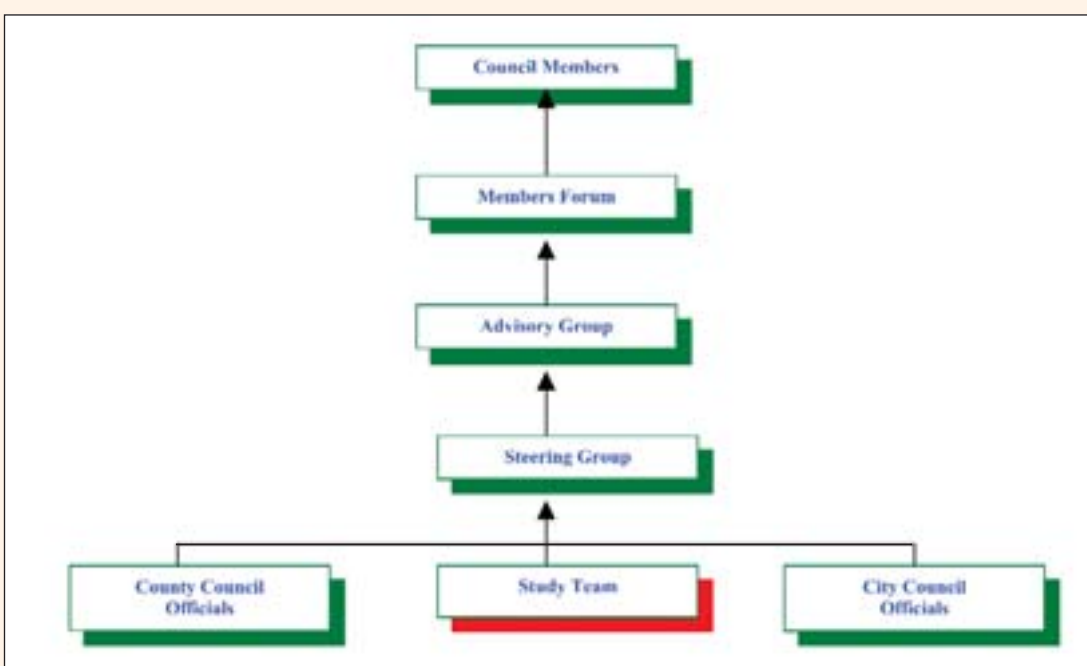 Council Members
Members Forum
Advisory Group
Steering Group
County Council
Officials
Study Team
City Council
Officials